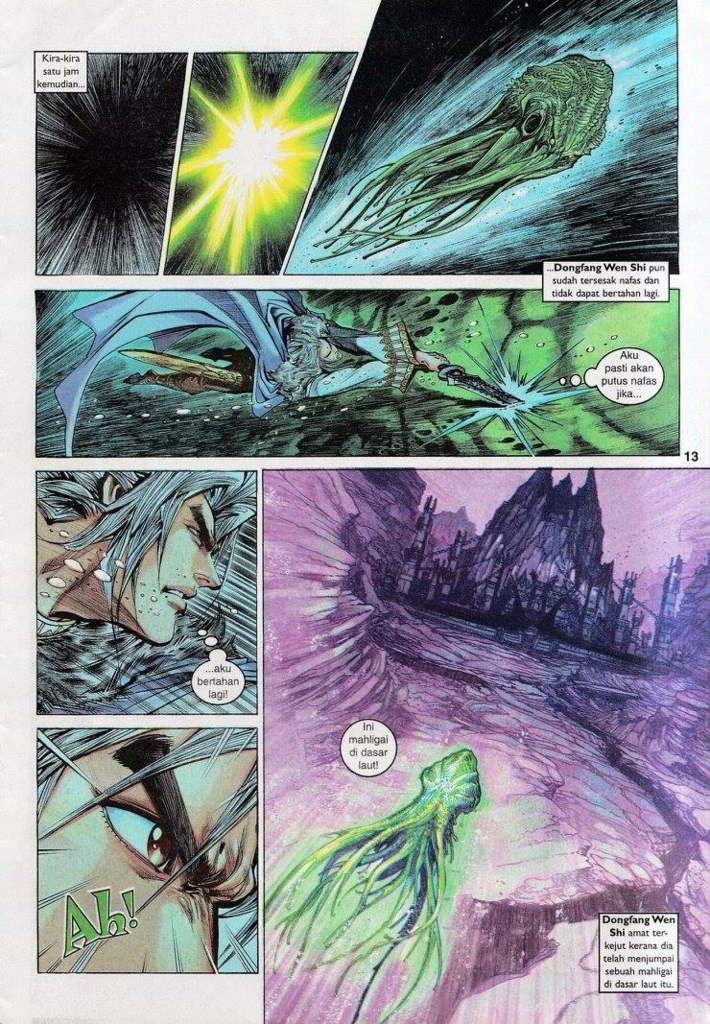 Kira-kira
satu jam
kemudian...
...Dongfang Wen Shi pun
sudah tersesak nafas dan
tidak dapat bertahan lagi.
Aku
pasti akan
putus nafas
jika...
13
...aku
bertahan
lagi!
Ini
mahligai
di dasar
laut!
Ah!
Dongfang Wen
Shi amat ter-
kejut kerana dia
telah menjumpai
sebuah mahligai
di dasar laut itu.